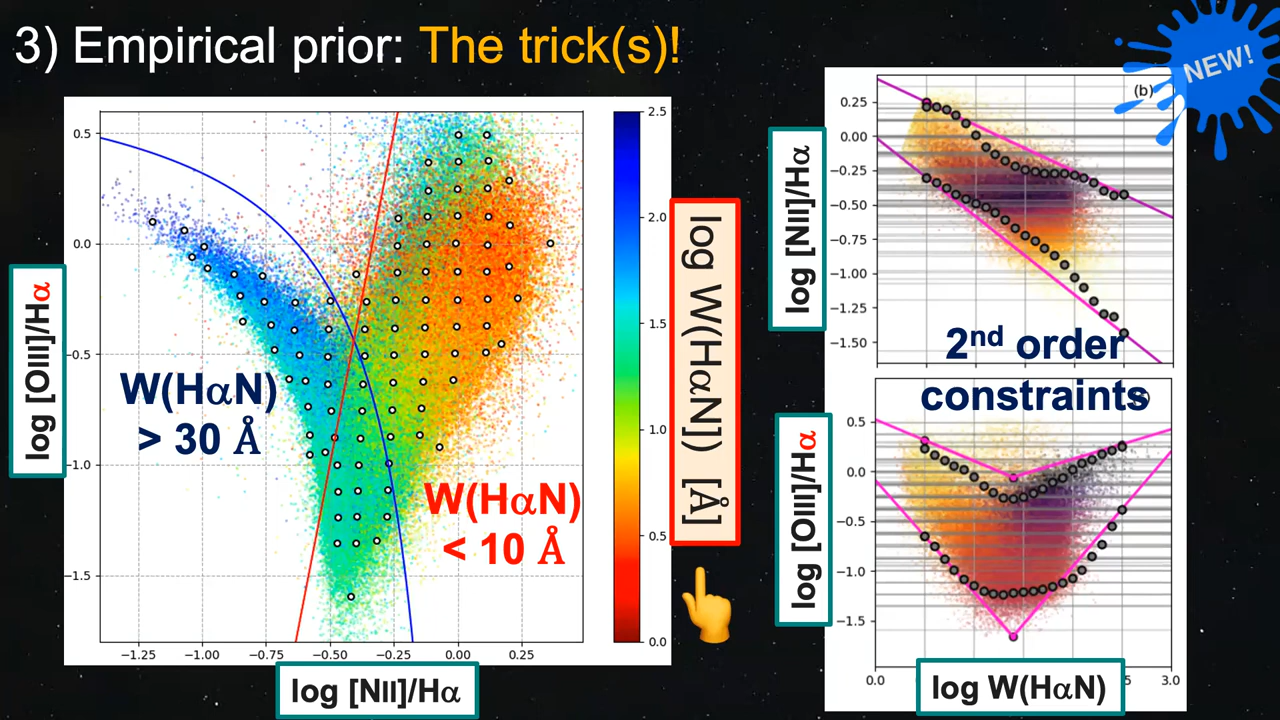 3) Empirical prior: The trick(s)!
NEW!
log [OIII]/Hα
0.5
0.0
−0.5
−1.0
−1.5
−1.25
−1.00
−0.75
−0.50
−0.25
0.00
0.25
log [NII]/Hα
W(HαN)
> 30 Å
W(HαN)
< 10 Å
2.5
2.0
1.5
1.0
0.5
0.0
log W(HαN]) [Å]
log [NII]/Hα
(b)
0.25
0.00
−0.25
−0.50
−0.75
−1.00
−1.25
−1.50
2nd order
constraints
log [OIII]/Hα
0.5
0.0
−0.5
−1.0
−1.5
0.0
5
3.0
log W(HαN)